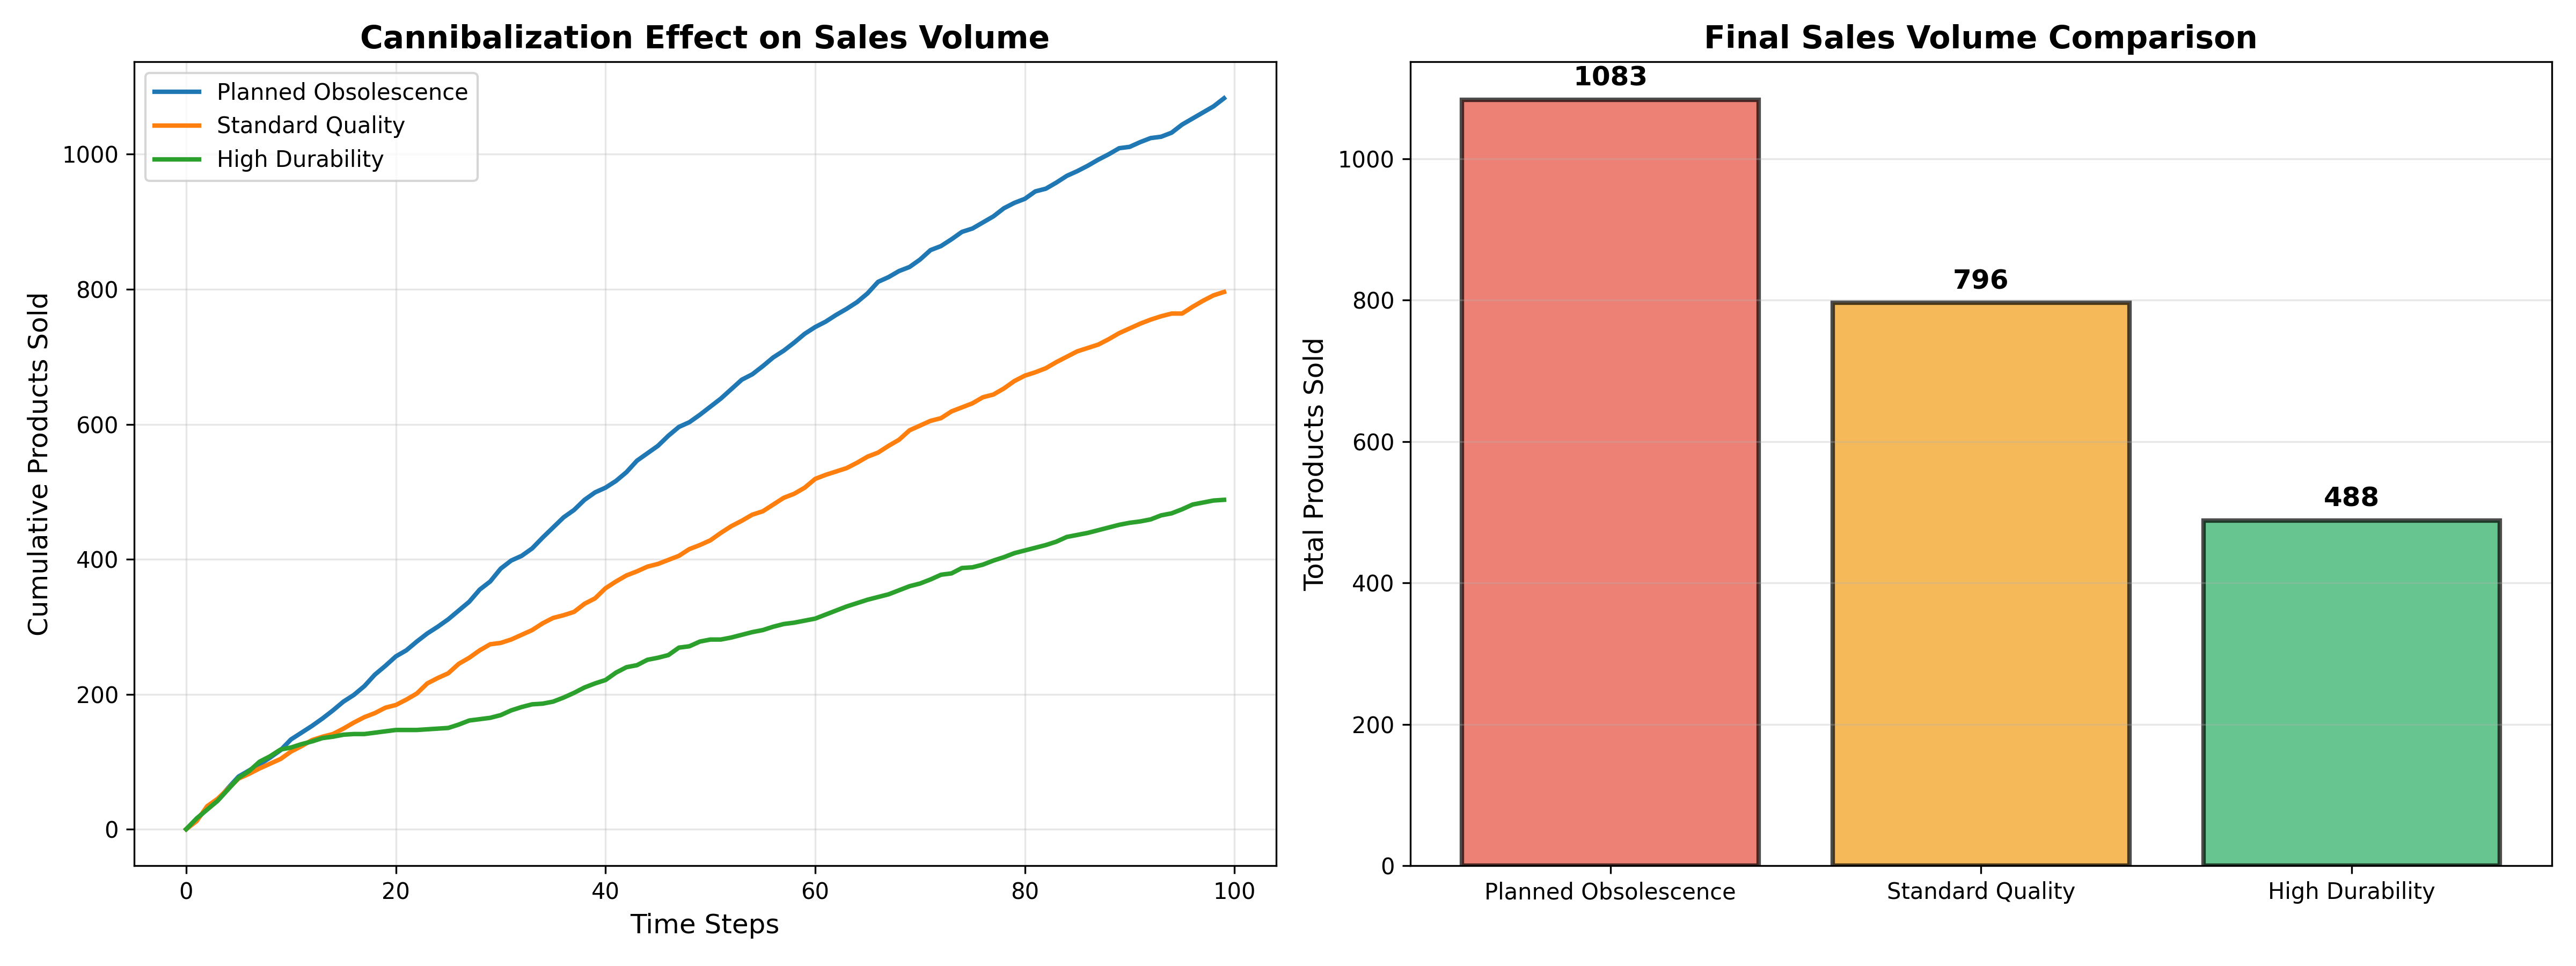 Cannibalization Effect on Sales Volume
Planned Obsolescence
Standard Quality
High Durability
Cumulative Products Sold
1000
800
600
400
200
0
0 20 40 60 80 100
Time Steps
Final Sales Volume Comparison
Total Products Sold
1000
800
600
400
200
0
1083
796
488
Planned Obsolescence Standard Quality High Durability